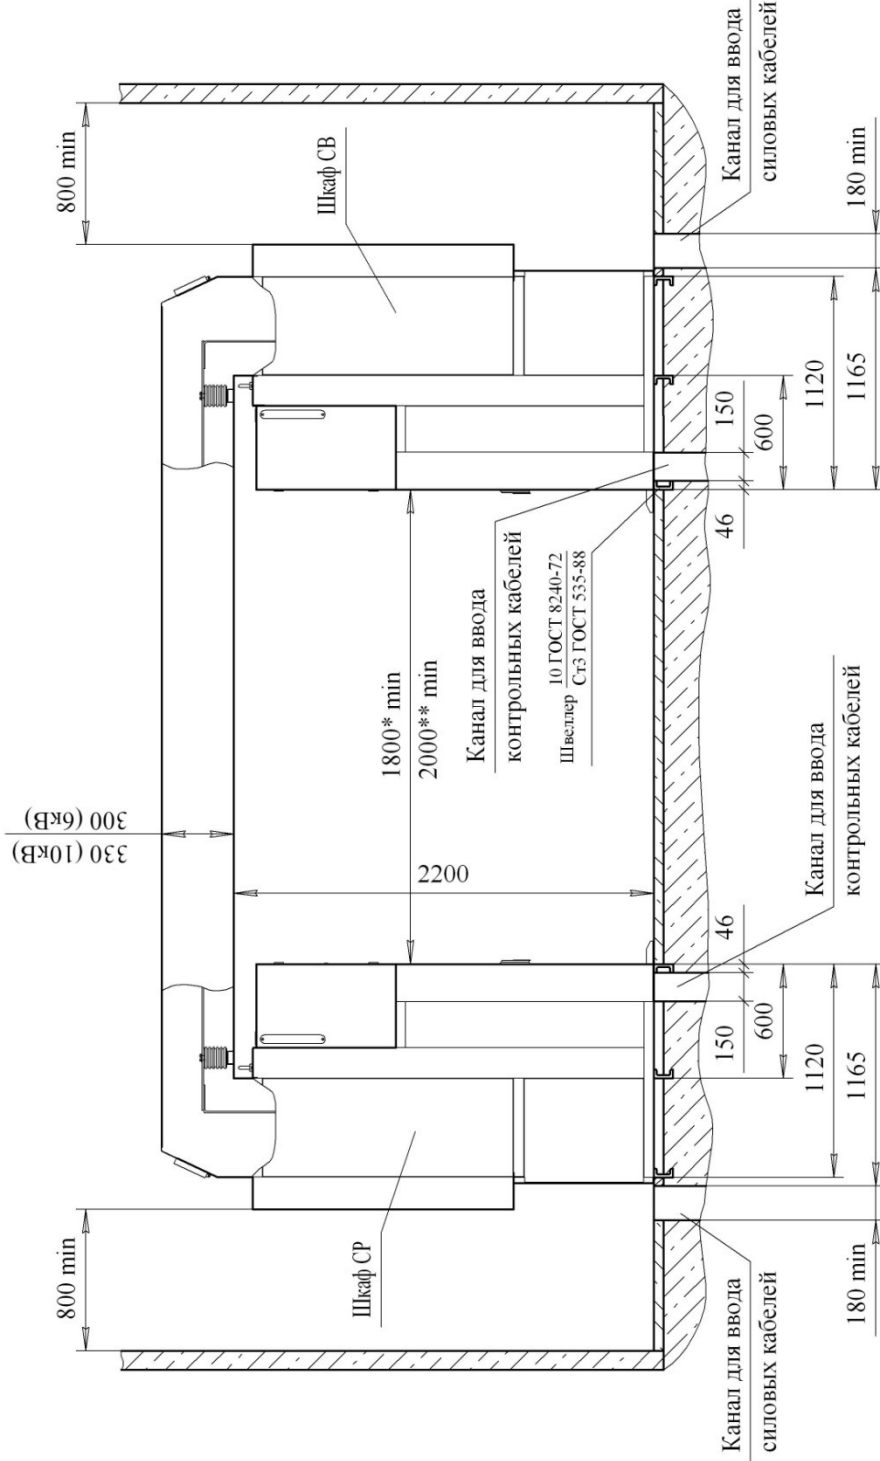 330 (10кВ)
300 (6кВ)
800 min
800 min
Шкаф СВ
Шкаф СР
1800* min
2000** min
2200
Канал для ввода
контрольных кабелей
Швеллер 10 ГОСТ 8240-72
Ст3 ГОСТ 535-88
Канал для ввода
силовых кабелей
150
46
46
150
Канал для ввода
силовых кабелей
600
600
Канал для ввода
контрольных кабелей
1120
1120
180 min
1165
1165
180 min